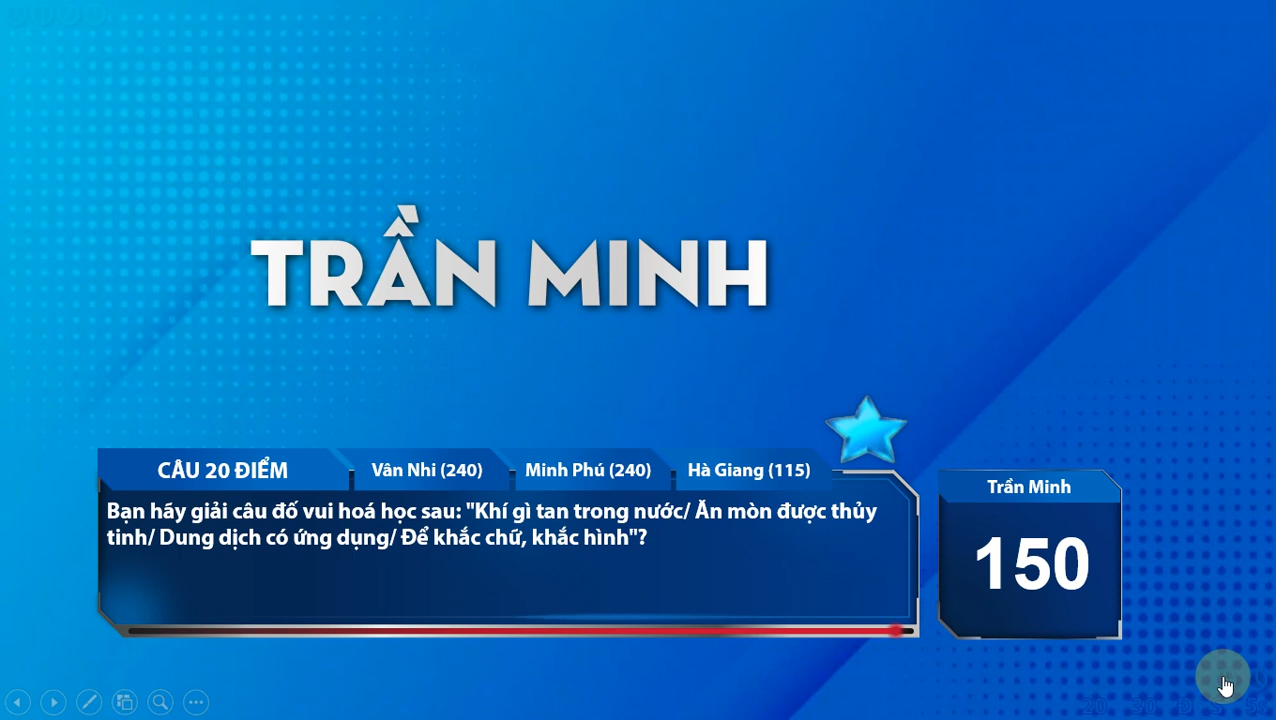 TRẦN MINH
CÂU 20 ĐIỂM
Vân Nhi (240)
Minh Phú (240)
Hà Giang (115)
Bạn hãy giải câu đố vui hoá học sau: "Khí gì tan trong nước/ Ăn mòn được thủy
tinh/ Dung dịch có ứng dụng/ Để khắc chữ, khắc hình"?
Trần Minh
150